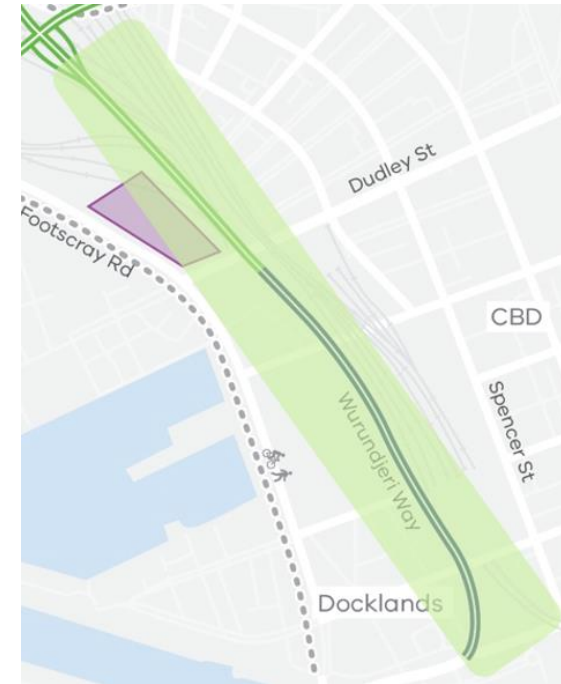 Dudley St
Footscray Rd
CBD
Wurundjeri Way
Spencer St
Docklands